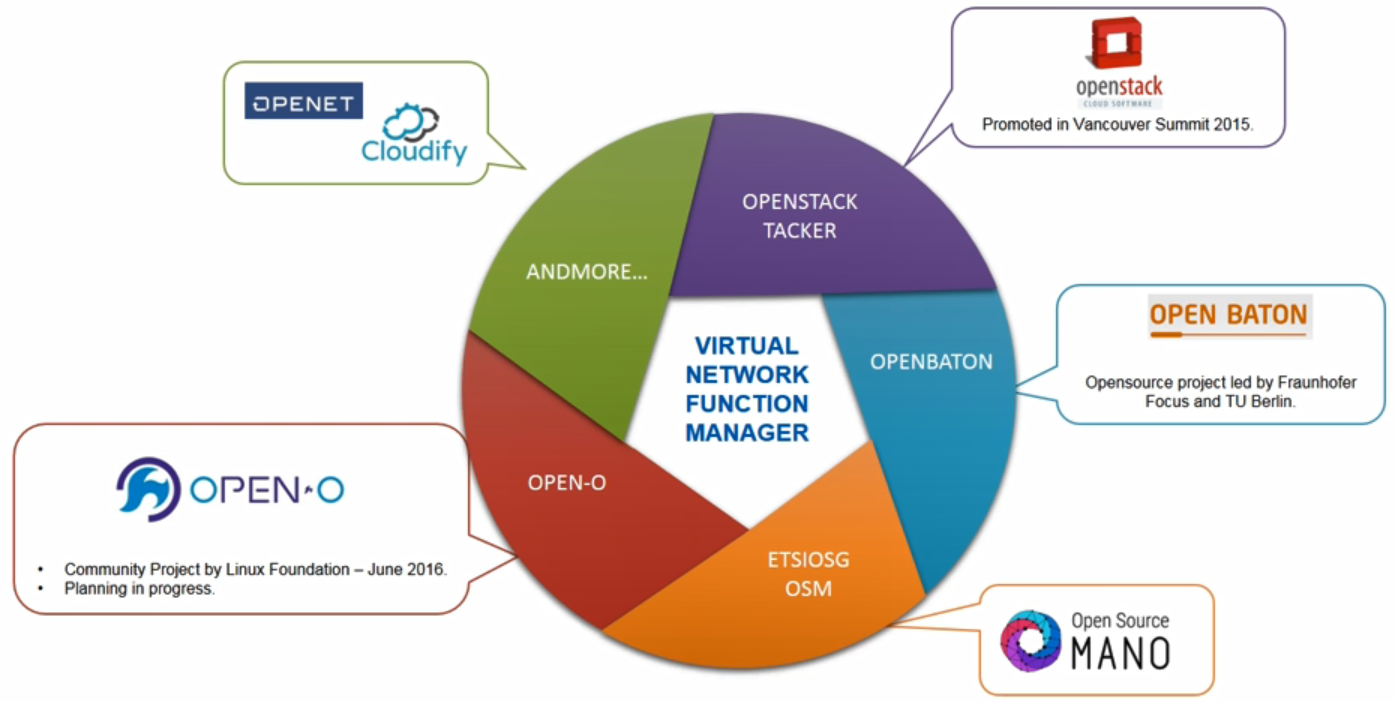 OPENET
Cloudify
openstack
CLOUD SOFTWARE
Promoted in Vancouver Summit 2015.
OPENSTACK
TACKER
ANDMORE...
OPEN BATON
Opensource project led by Fraunhofer
Focus and TU Berlin.
OPENBATON
VIRTUAL
NETWORK
FUNCTION
MANAGER
OPEN-O
• Community Project by Linux Foundation – June 2016.
• Planning in progress.
OPEN-O
ETSIOSG
OSM
Open Source
MANO